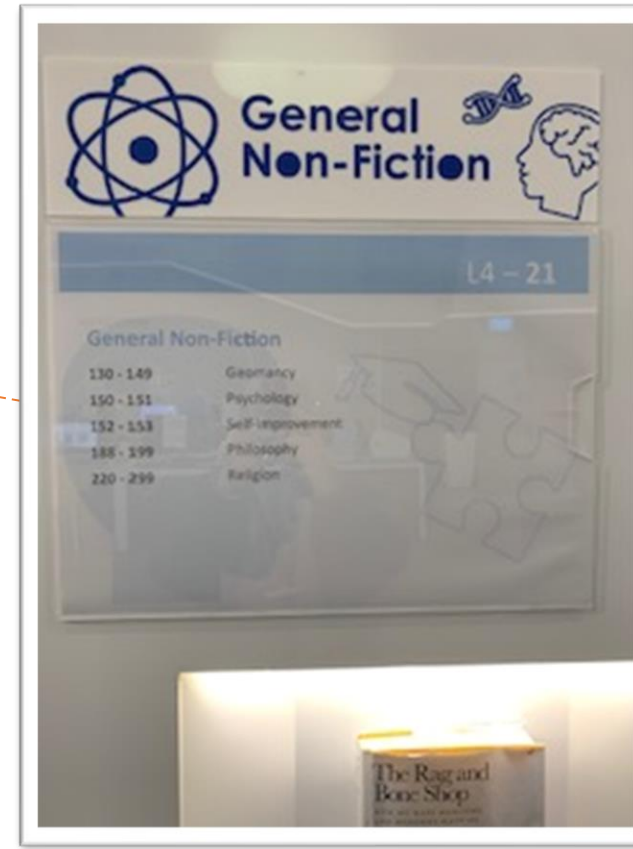 General
Non-Fiction
L4 – 21
General Non-Fiction
130 - 149 Geomancy
150 - 151 Psychology
152 - 153 Self-improvement
188 - 199 Philosophy
220 - 299 Religion
The Rag and
Bone Shop